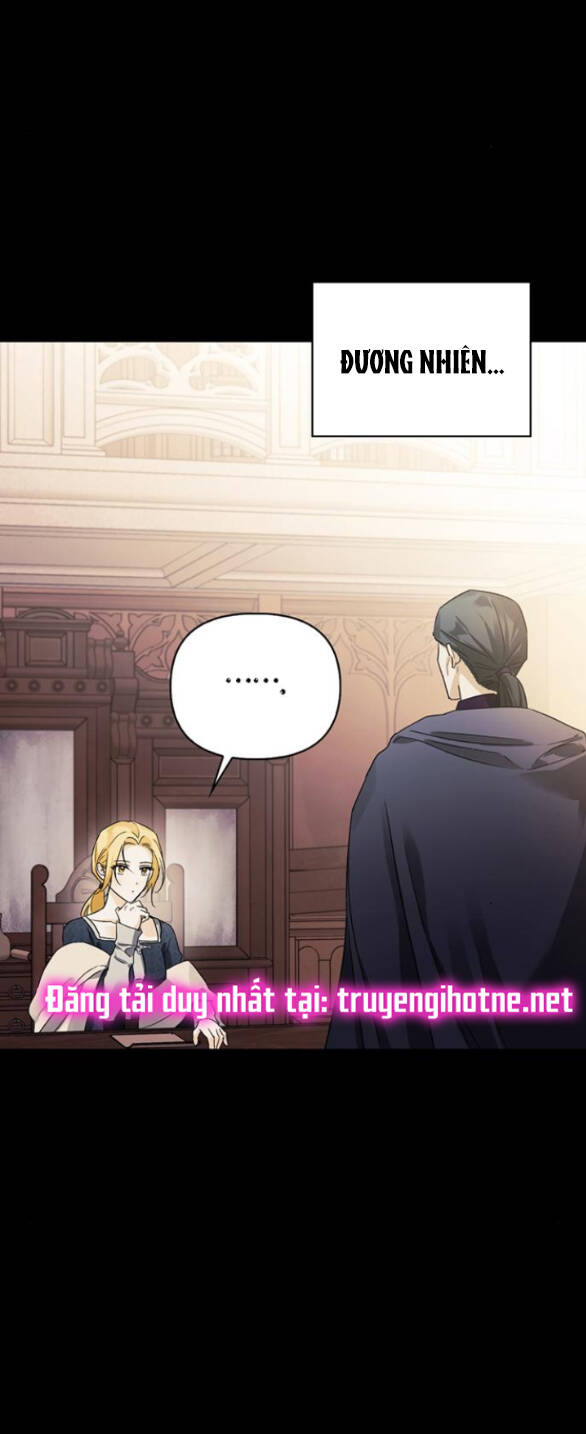 ĐƯƠNG NHIÊN...
.......
Đăng tải duy nhất tại: truyengihotne.net